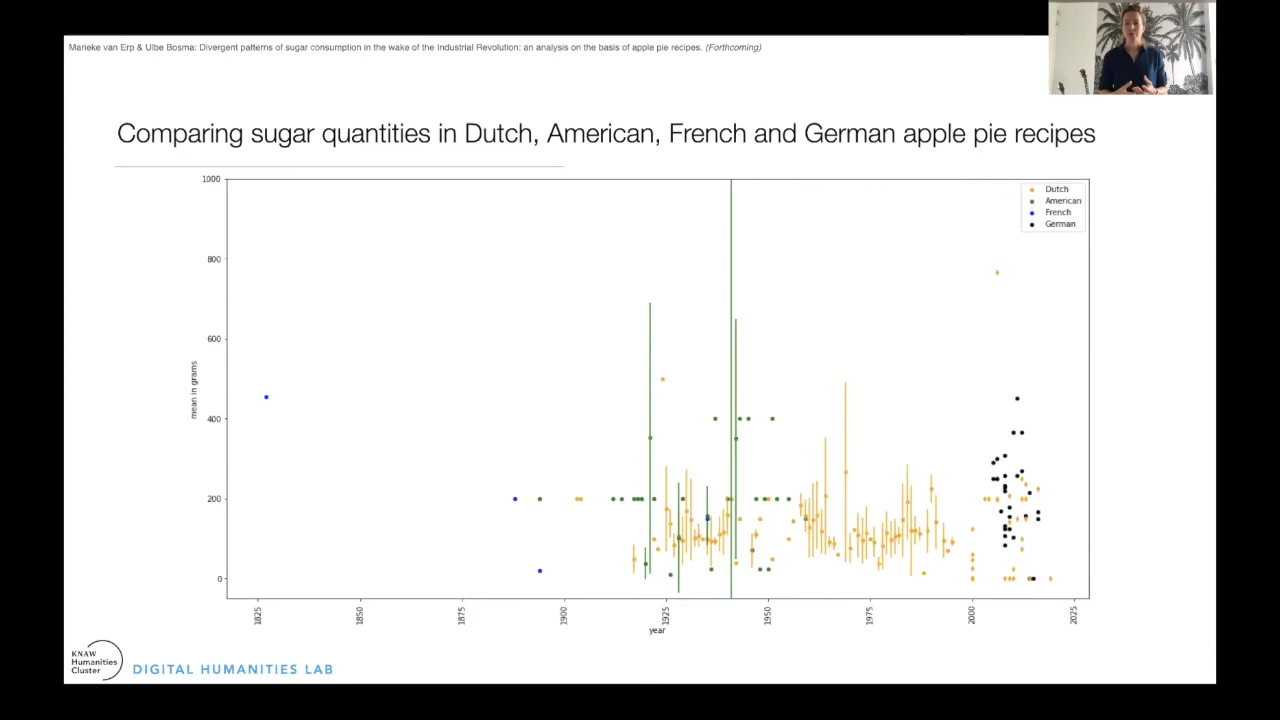 Marieke van Erp & Ulbe Bosma: Divergent patterns of sugar consumption in the wake of the Industrial Revolution: an analysis on the basis of apple pie recipes. (Forthcoming)
Comparing sugar quantities in Dutch, American, French and German apple pie recipes
1000
800
600
400
200
0
mean in grams
Dutch
American
French
German
1825
1850
1875
1900
1925
1950
1975
2000
2025
year
KNAW
Humanities
Cluster
DIGITAL HUMANITIES LAB